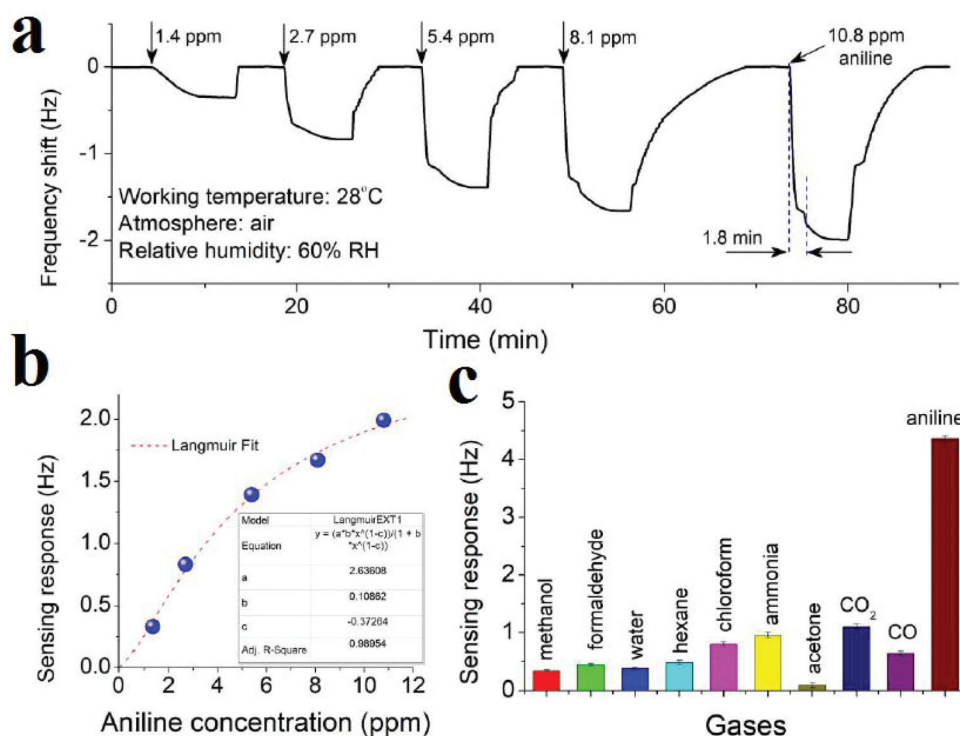 a
1.4 ppm
2.7 ppm
5.4 ppm
8.1 ppm
10.8 ppm
aniline
0
-1
-2
Frequency shift (Hz)
Working temperature: 28°C
Atmosphere: air
Relative humidity: 60% RH
1.8 min
0 20 40 60 80
Time (min)
b
2.0
1.5
1.0
0.5
0.0
Sensing response (Hz)
Langmuir Fit
Model LangmuirEXT1
Equation y = (a*b*x^(1-c))/(1 + b
*x^(1-c))
a 2.63608
b 0.10862
c -0.37264
Adj. R-Square 0.98954
0 2 4 6 8 10 12
Aniline concentration (ppm)
c
5
4
3
2
1
0
Sensing response (Hz)
methanol
formaldehyde
water
hexane
chloroform
ammonia
acetone
CO₂
CO
aniline
Gases